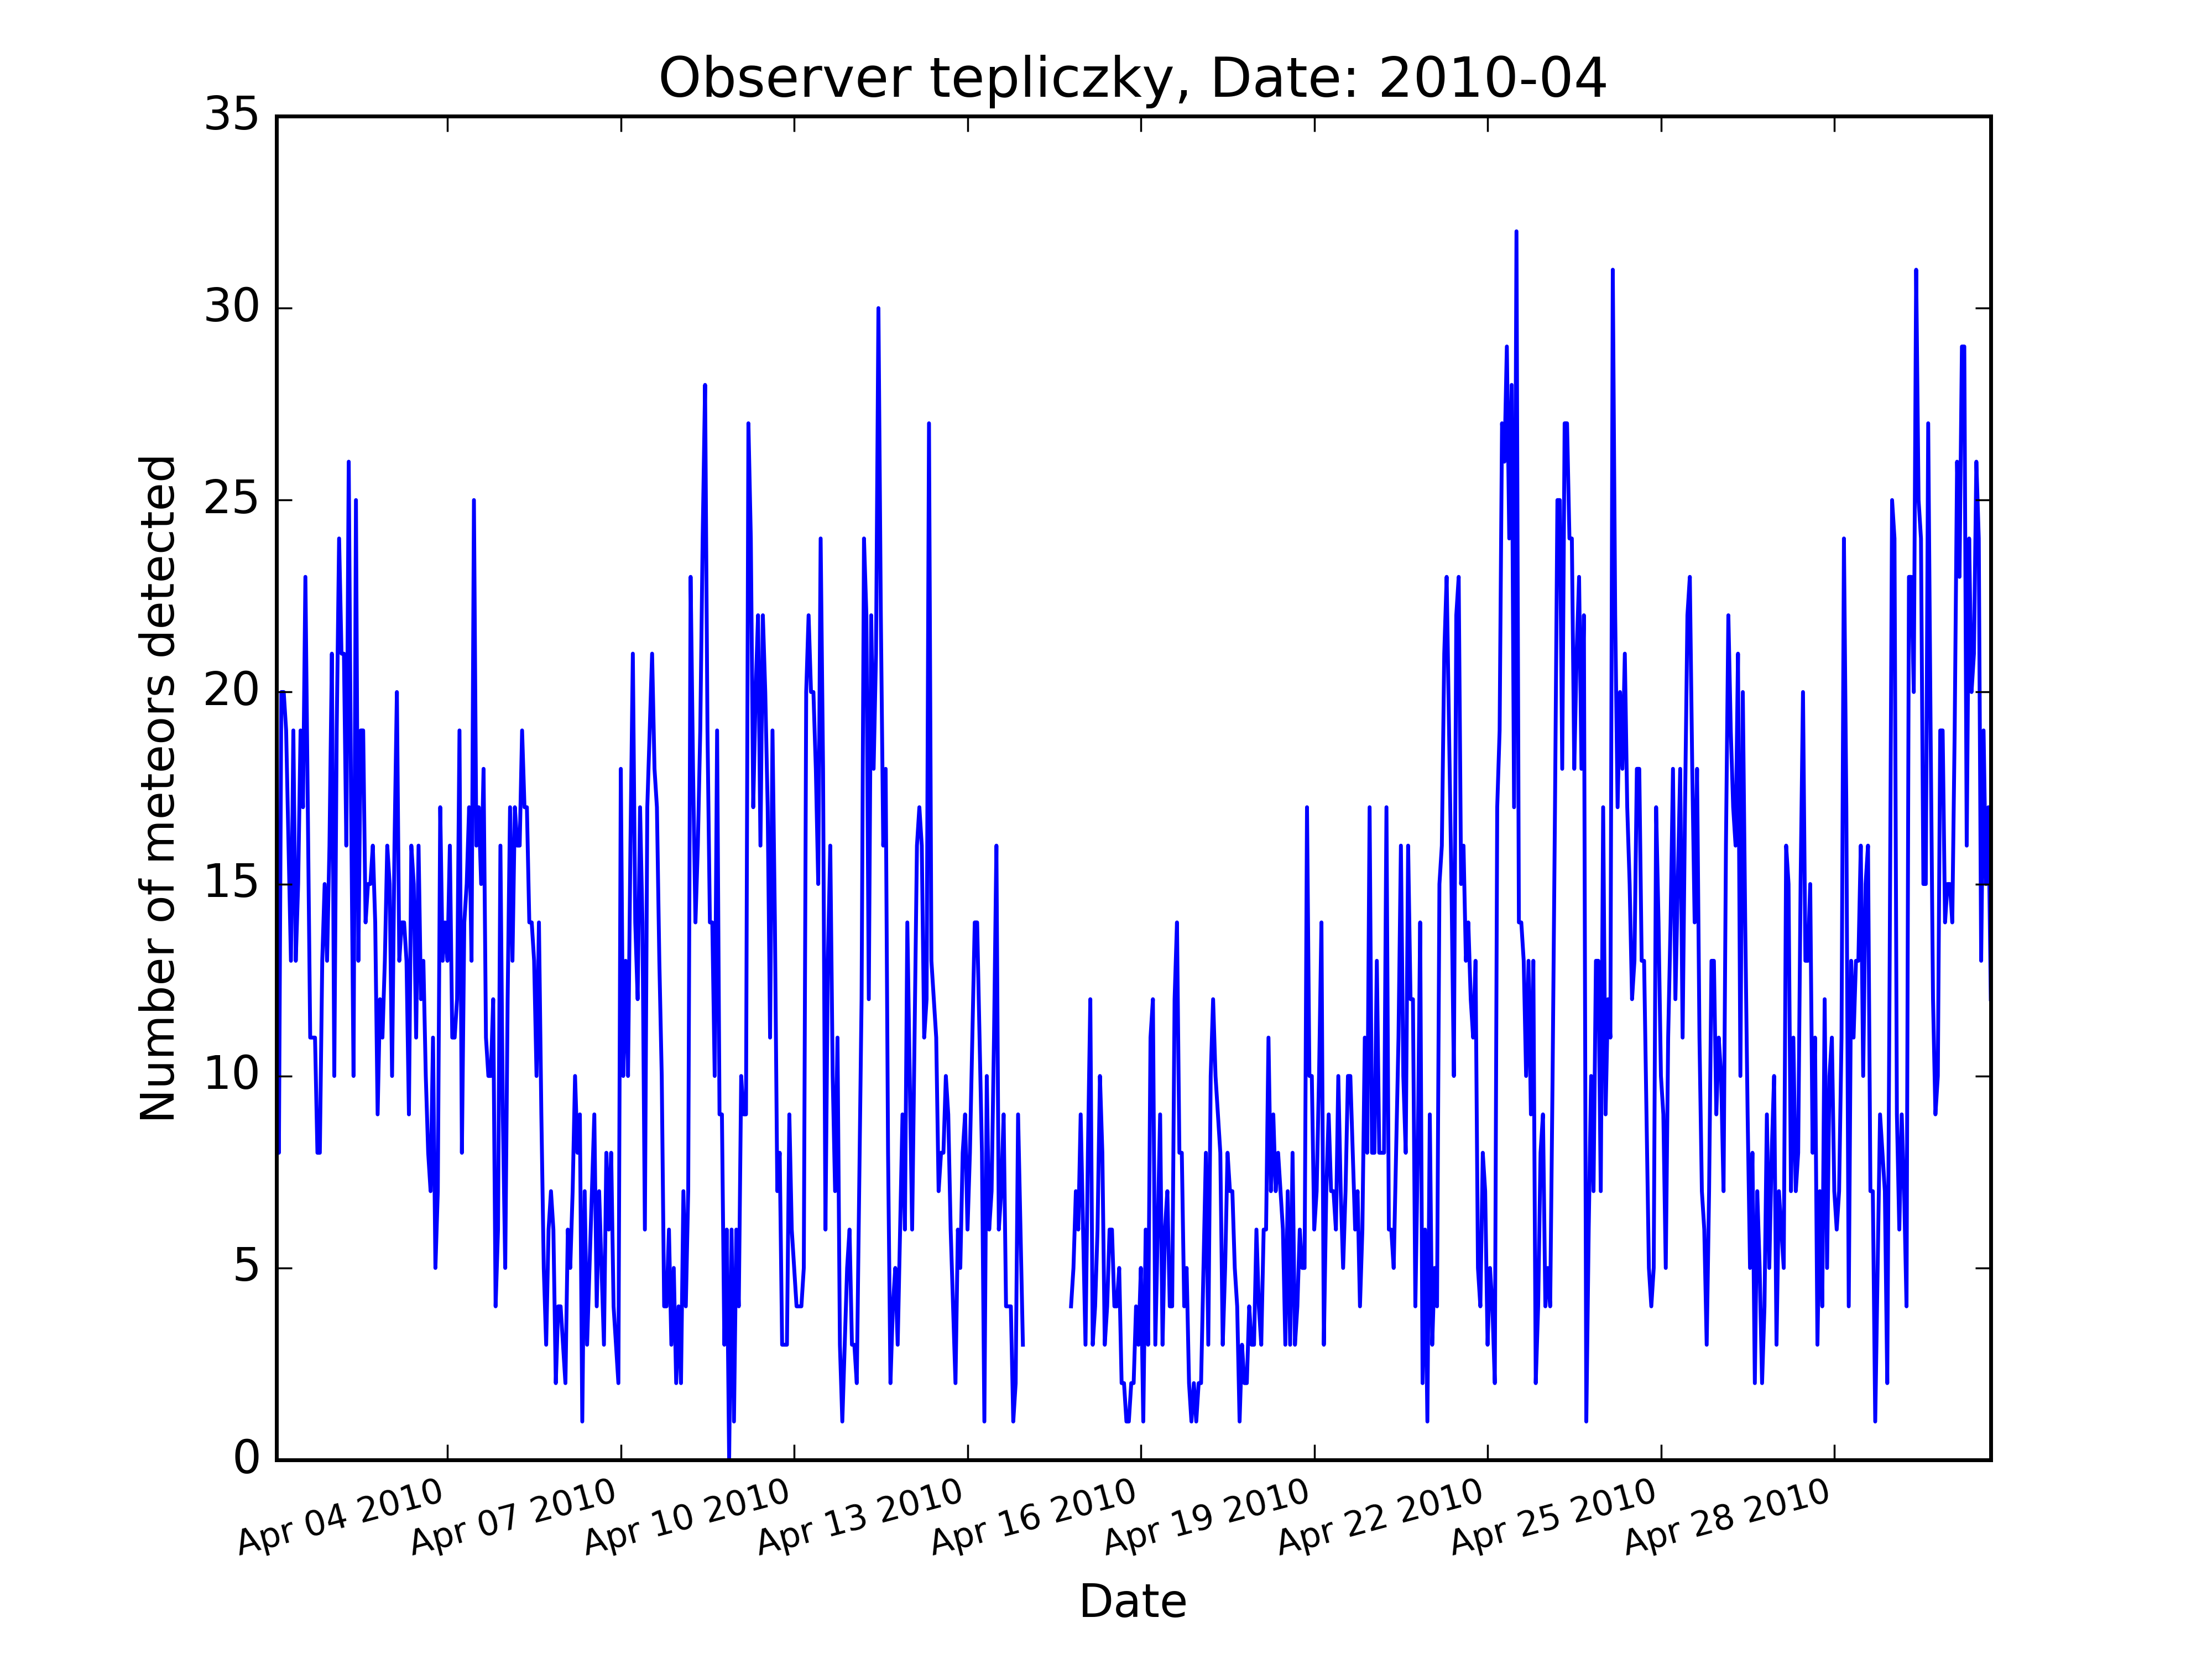 Observer tepliczky, Date: 2010-04
35
30
25
20
15
10
5
0
Number of meteors detected
Apr 04 2010
Apr 07 2010
Apr 10 2010
Apr 13 2010
Apr 16 2010
Apr 19 2010
Apr 22 2010
Apr 25 2010
Apr 28 2010
Date